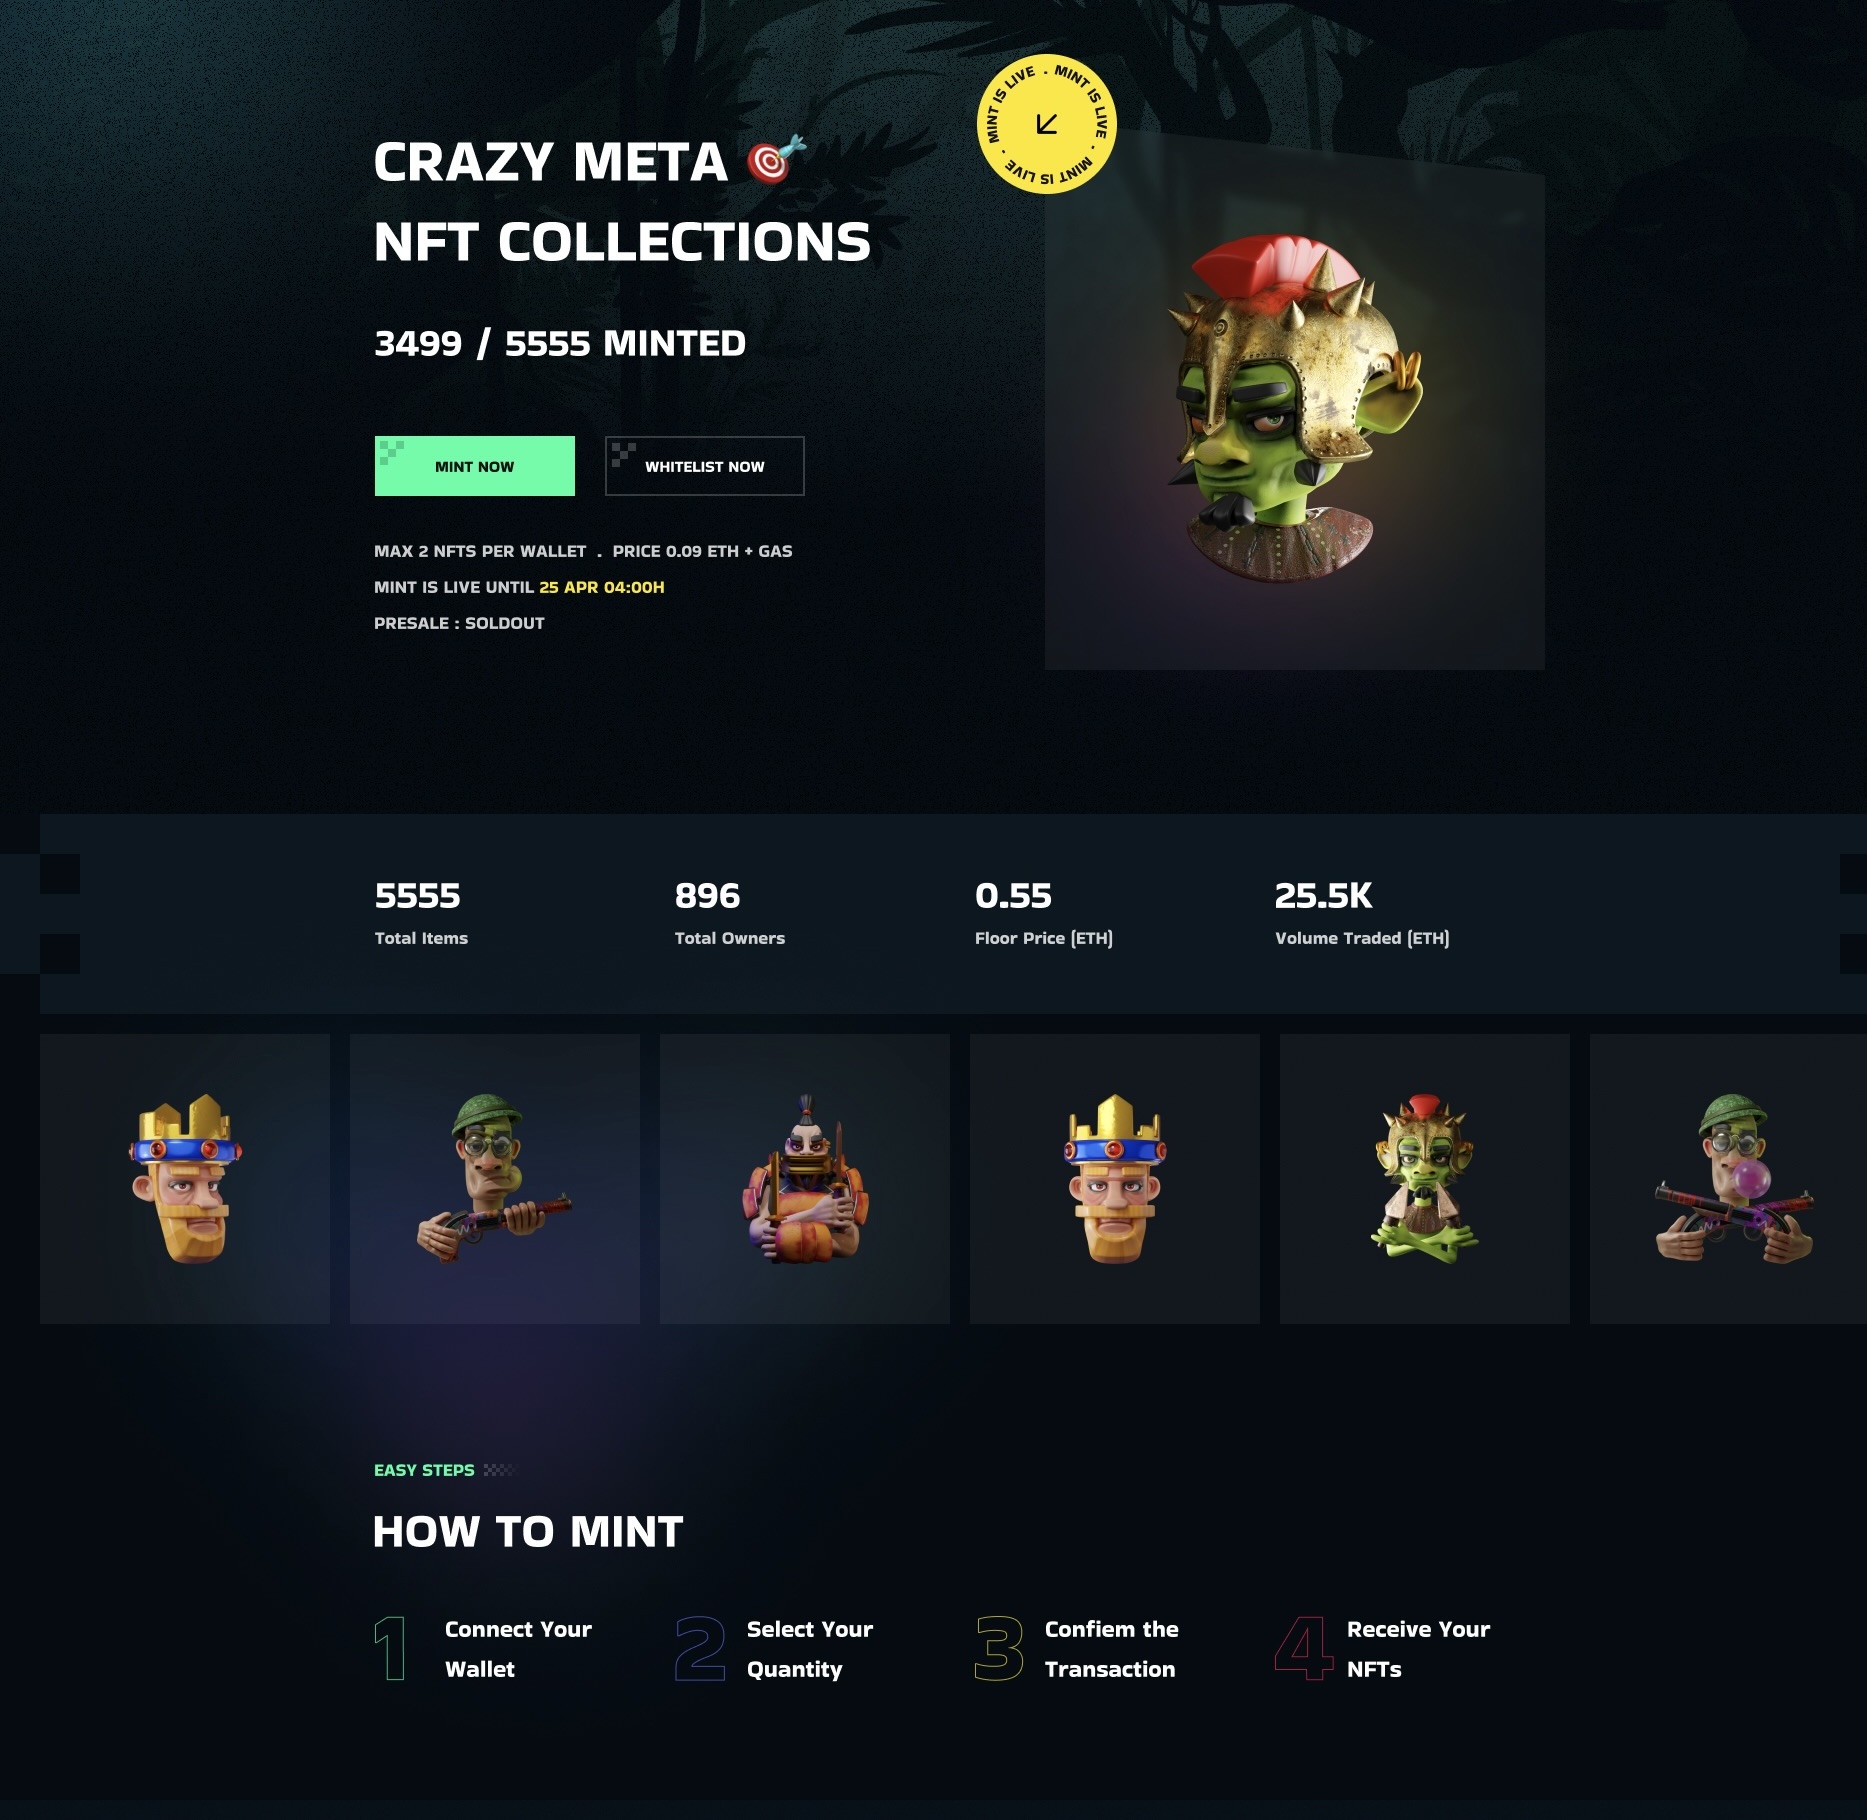 MINT IS LIVE . MINT IS LIVE . MINT IS LIVE .
CRAZY META
NFT COLLECTIONS
3499 / 5555 MINTED
MINT NOW
WHITELIST NOW
MAX 2 NFTS PER WALLET . PRICE 0.09 ETH + GAS
MINT IS LIVE UNTIL 25 APR 04:00H
PRESALE : SOLDOUT
5555
Total Items
896
Total Owners
0.55
Floor Price (ETH)
25.5K
Volume Traded (ETH)
EASY STEPS
HOW TO MINT
1
Connect Your
Wallet
2
Select Your
Quantity
3
Confiem the
Transaction
4
Receive Your
NFTs